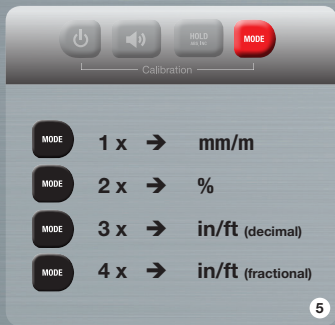 HOLD MODE
Calibration
MODE 1 x → mm/m
MODE 2 x → %
MODE 3 x → in/ft (decimal)
MODE 4 x → in/ft (fractional)
5